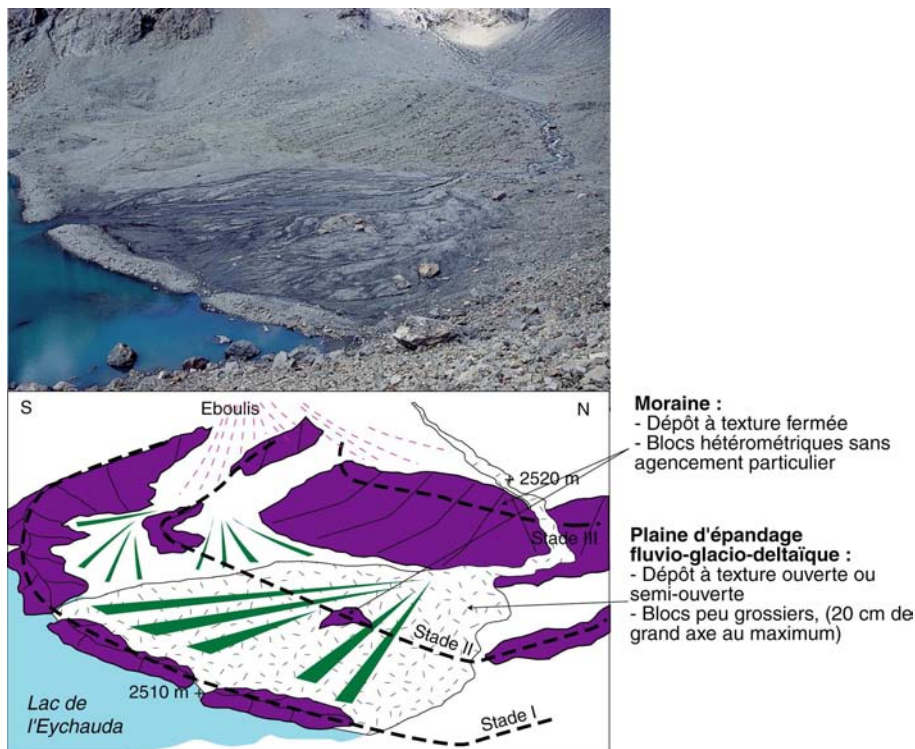 S
Eboulis
N
2520 m
Stade III
Stade II
2510 m
Stade I
Lac de
l'Eychauda
Moraine :
- Dépôt à texture fermée
- Blocs hétérométriques sans
agencement particulier
Plaine d'épandage
fluvio-glacio-deltaïque :
- Dépôt à texture ouverte ou
semi-ouverte
- Blocs peu grossiers, (20 cm de
grand axe au maximum)